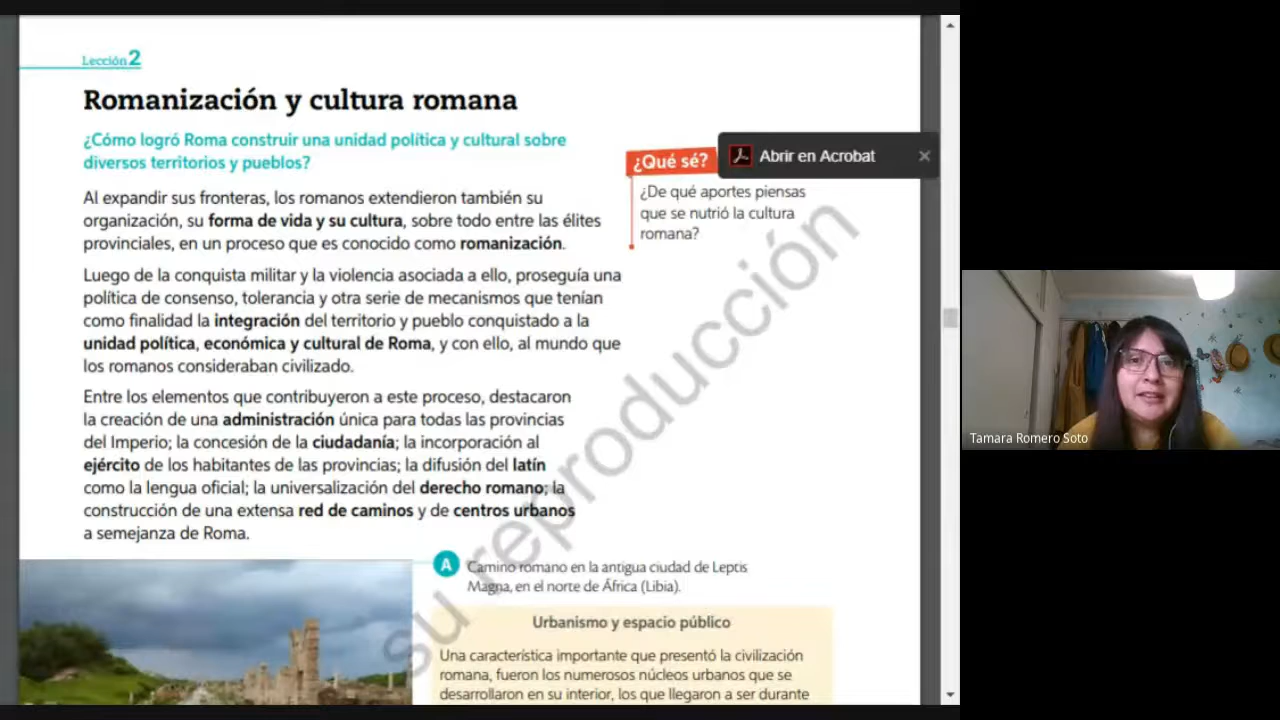 Lección 2
Romanización y cultura romana
¿Cómo logró Roma construir una unidad política y cultural sobre
diversos territorios y pueblos?
Al expandir sus fronteras, los romanos extendieron también su
organización, su forma de vida y su cultura, sobre todo entre las élites
provinciales, en un proceso que es conocido como romanización.
Luego de la conquista militar y la violencia asociada a ello, proseguía una
política de consenso, tolerancia y otra serie de mecanismos que tenían
como finalidad la integración del territorio y pueblo conquistado a la
unidad política, económica y cultural de Roma, y con ello, al mundo que
los romanos consideraban civilizado.
Entre los elementos que contribuyeron a este proceso, destacaron
la creación de una administración única para todas las provincias
del Imperio; la concesión de la ciudadanía; la incorporación al
ejército de los habitantes de las provincias; la difusión del latín
como la lengua oficial; la universalización del derecho romano; la
construcción de una extensa red de caminos y de centros urbanos
a semejanza de Roma.
¿Qué sé?
Abrir en Acrobat
¿De qué aportes piensas
que se nutrió la cultura
romana?
su reproducción
A
Camino romano en la antigua ciudad de Leptis
Magna, en el norte de África (Libia).
Urbanismo y espacio público
Una característica importante que presentó la civilización
romana, fueron los numerosos núcleos urbanos que se
desarrollaron en su interior, los que llegaron a ser durante
Tamara Romero Soto